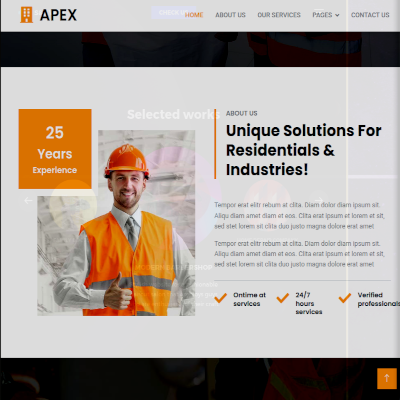 APEX
HOME ABOUT US OUR SERVICES PAGES CONTACT US
Selected works
25
Years
Experience
ABOUT US
Unique Solutions For
Residentials &
Industries!
Tempor erat elitr rebum at clita. Diam dolor diam ipsum sit.
Aliqu diam amet diam et eos. Clita erat ipsum et lorem et sit,
sed stet lorem sit clita duo justo magna dolore erat amet
Tempor erat elitr rebum at clita. Diam dolor diam ipsum sit.
Aliqu diam amet diam et eos. Clita erat ipsum et lorem et sit,
sed stet lorem sit clita duo justo magna dolore erat amet
Ontime at
services
24/7
hours
services
Verified
professionals